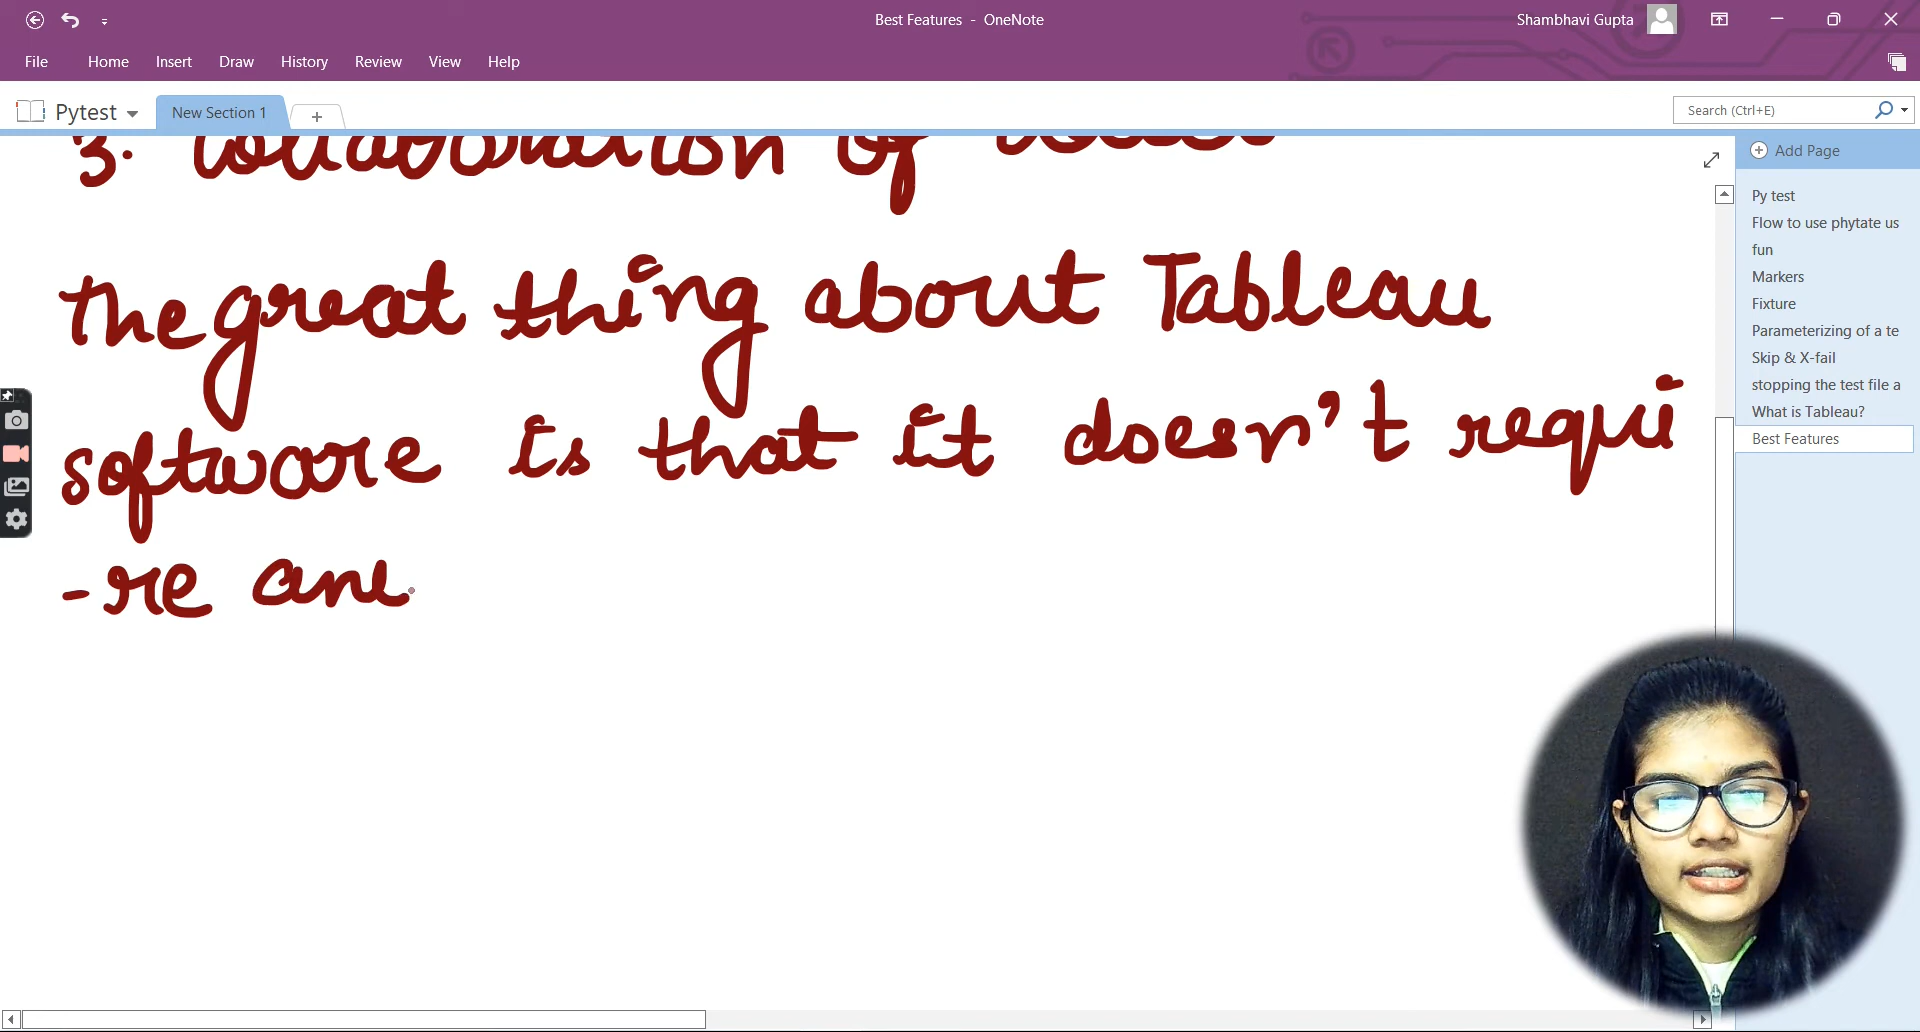 Best Features - OneNote
Shambhavi Gupta
File Home Insert Draw History Review View Help
Pytest
New Section 1
+
Search (Ctrl+E)
3. Collaboration of
the great thing about Tableau
software is that it doesn't requi
-re
Add Page
Py test
Flow to use phytate us
fun
Markers
Fixture
Parameterizing of a te
Skip & X-fail
stopping the test file a
What is Tableau?
Best Features